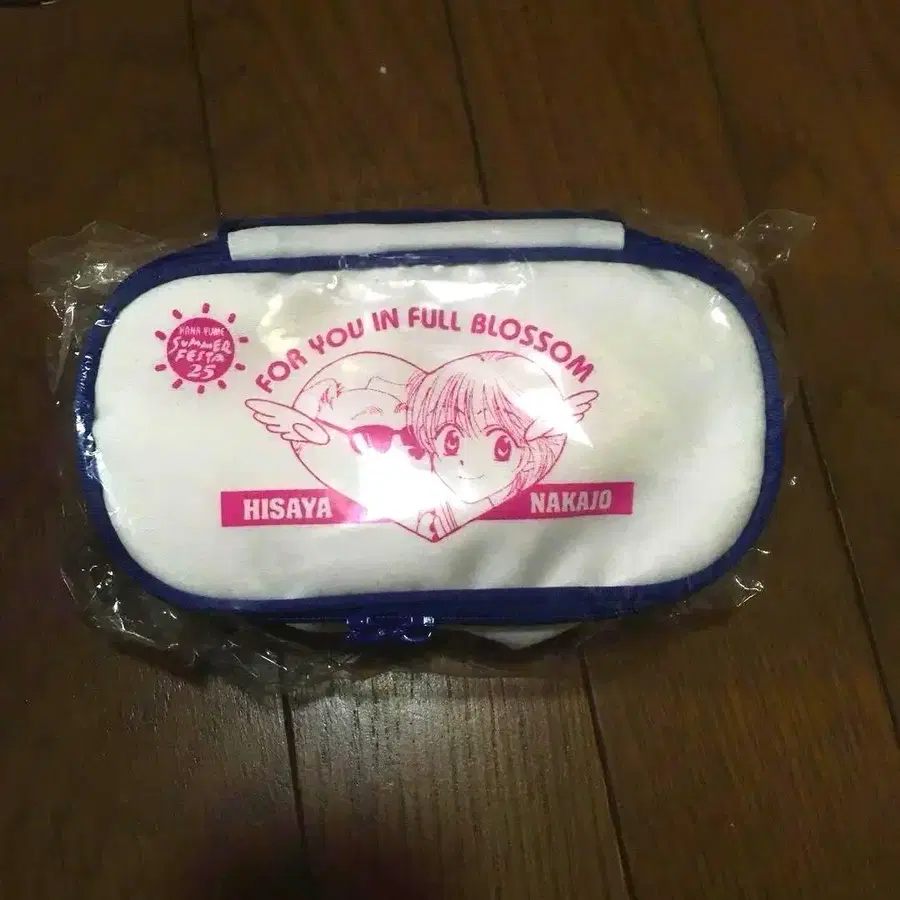 HANA YUME
SUMMER
FESTA
25
FOR YOU IN FULL BLOSSOM
HISAYA NAKAJO